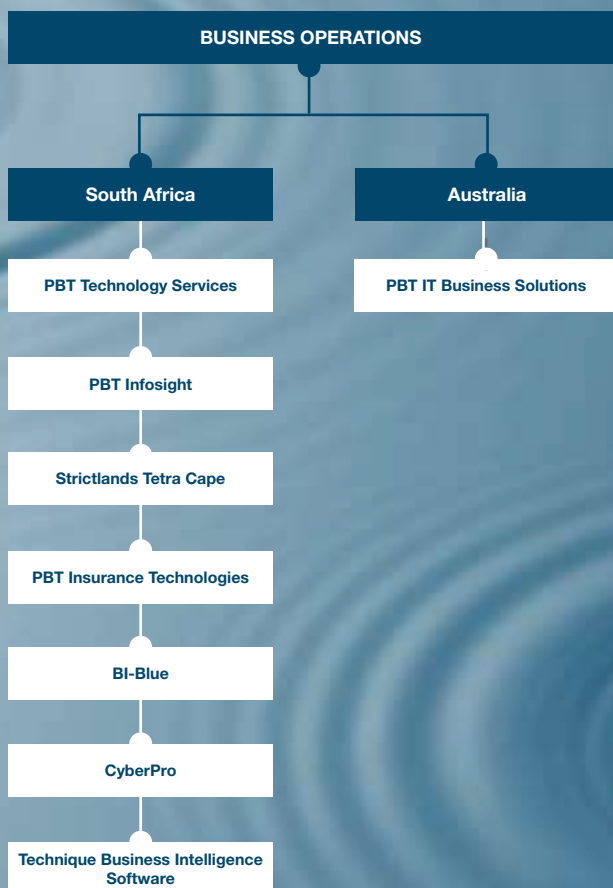 BUSINESS OPERATIONS
South Africa
PBT Technology Services
PBT Infosight
Strictlands Tetra Cape
PBT Insurance Technologies
BI-Blue
CyberPro
Technique Business Intelligence
Software
Australia
PBT IT Business Solutions